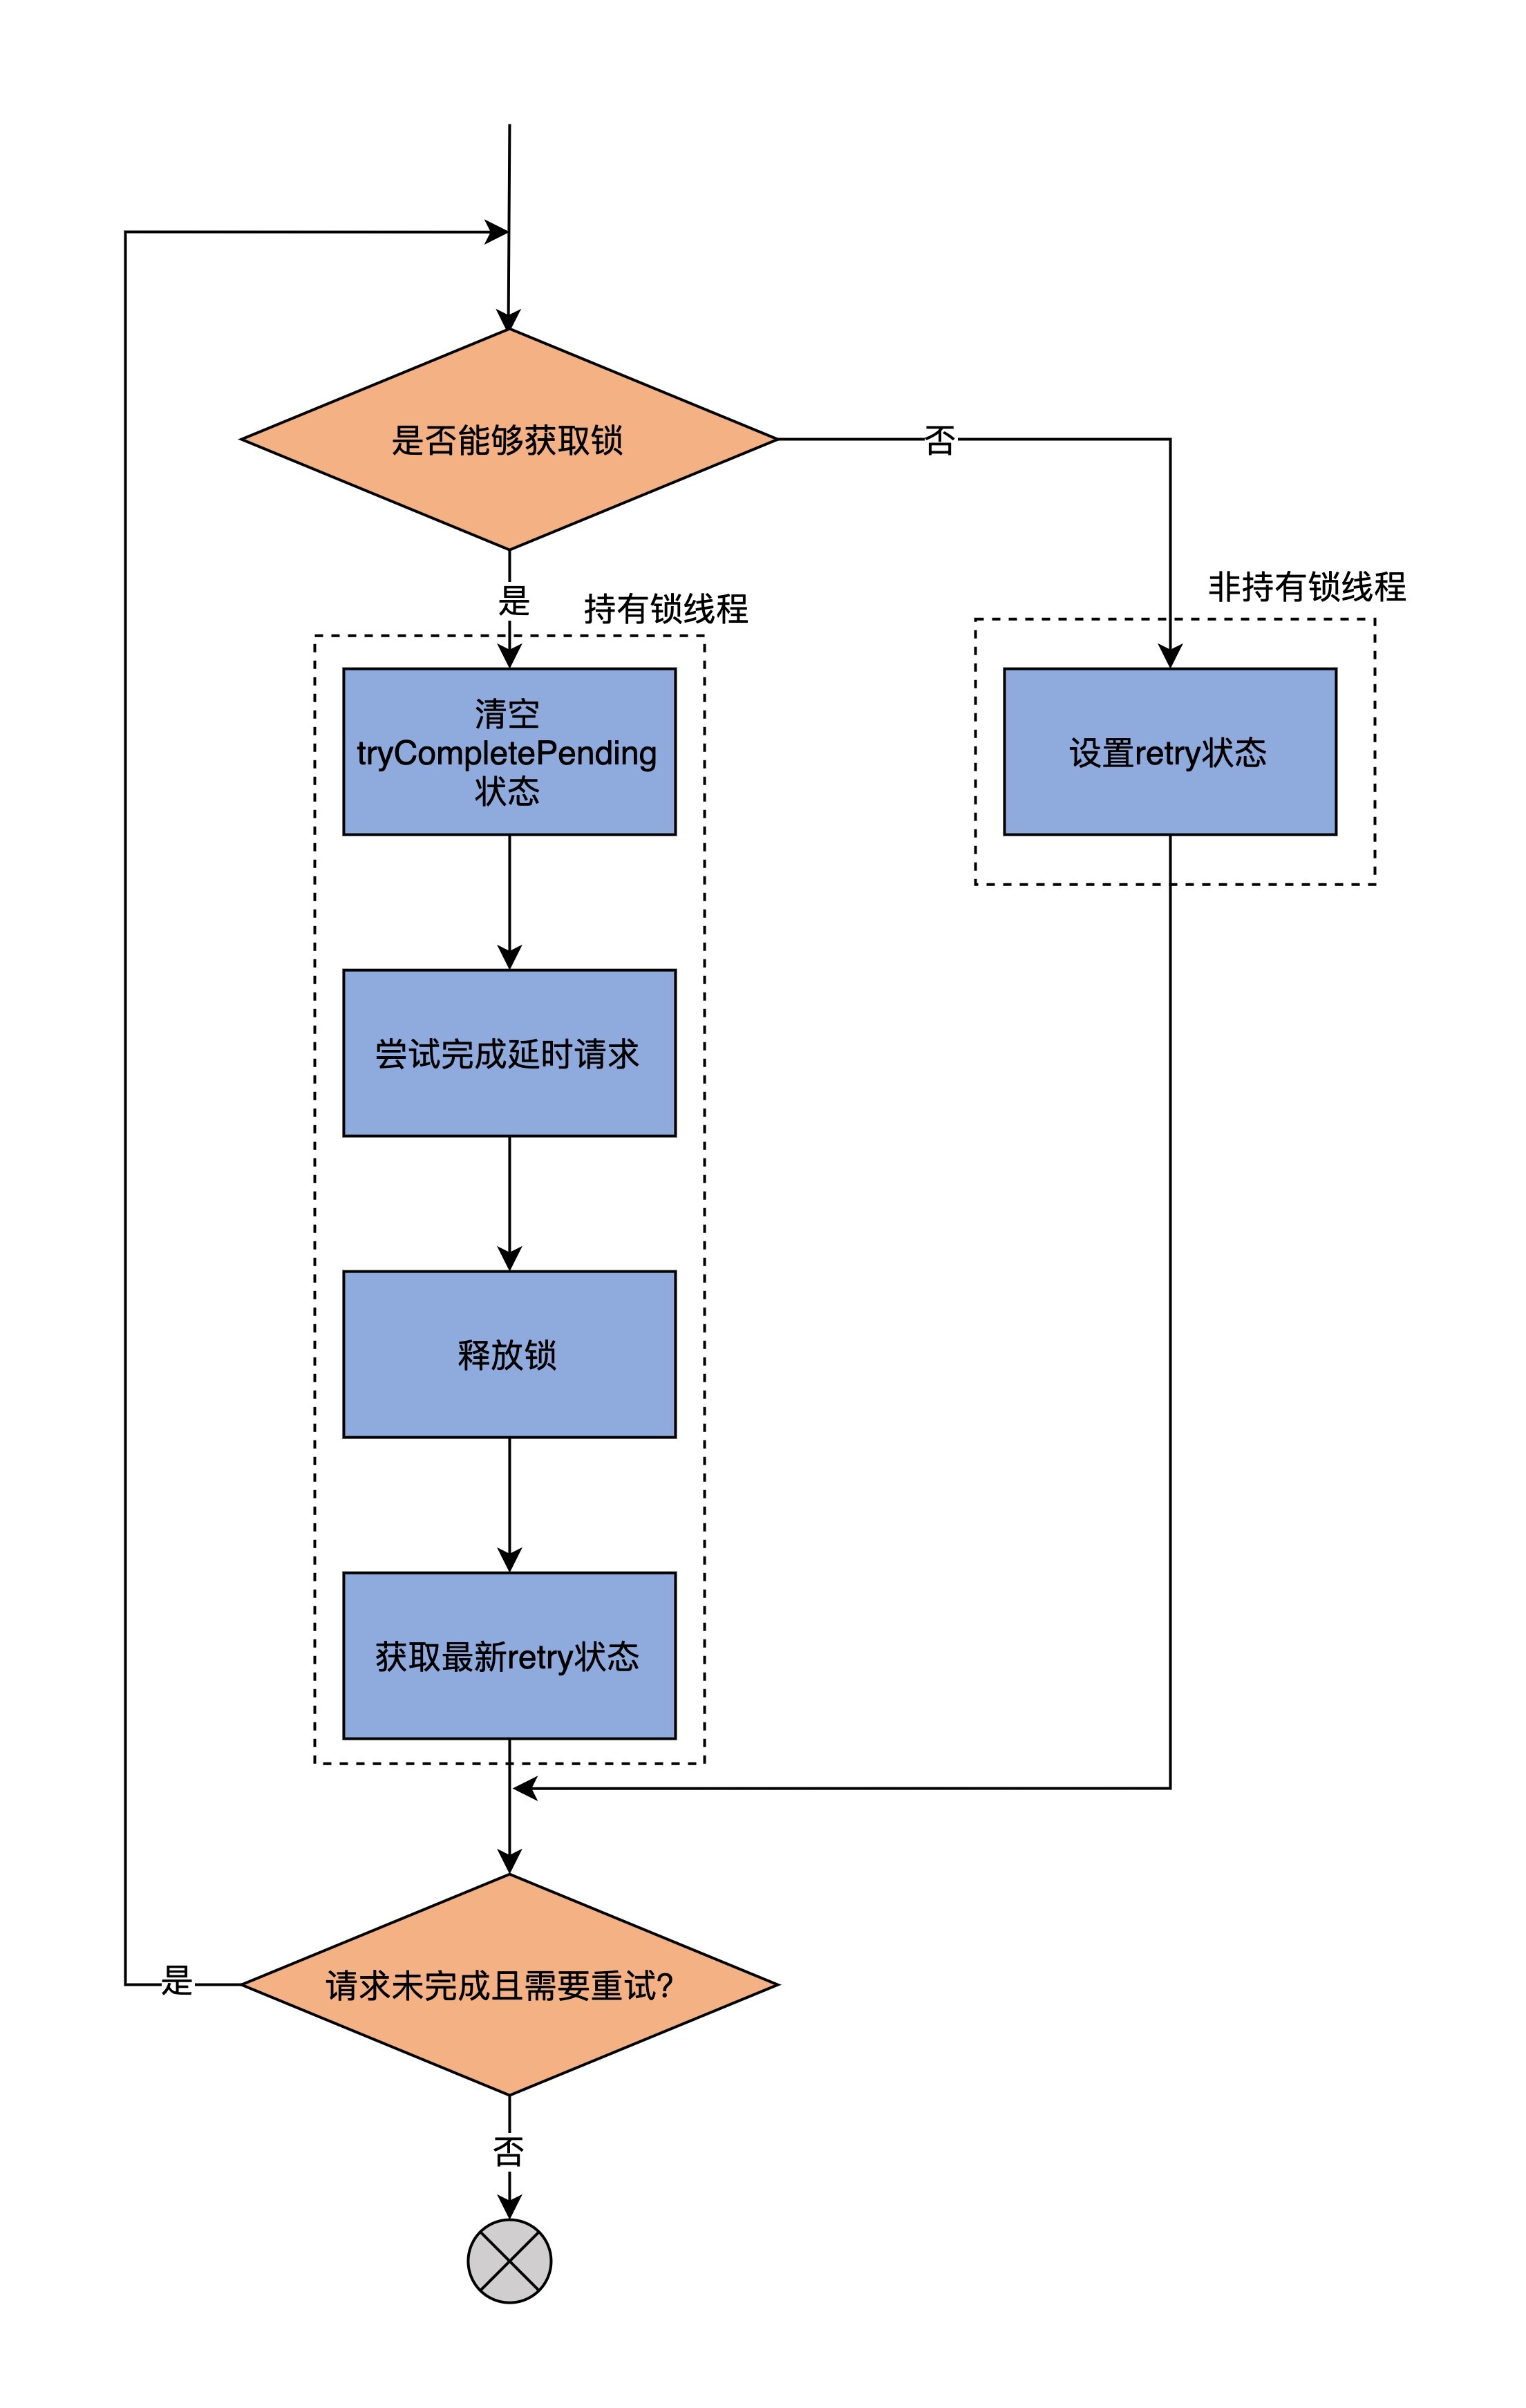 是否能够获取锁
否
是
持有锁线程
非持有锁线程
清空
tryCompletePending
状态
设置retry状态
尝试完成延时请求
释放锁
获取最新retry状态
请求未完成且需要重试?
是
否